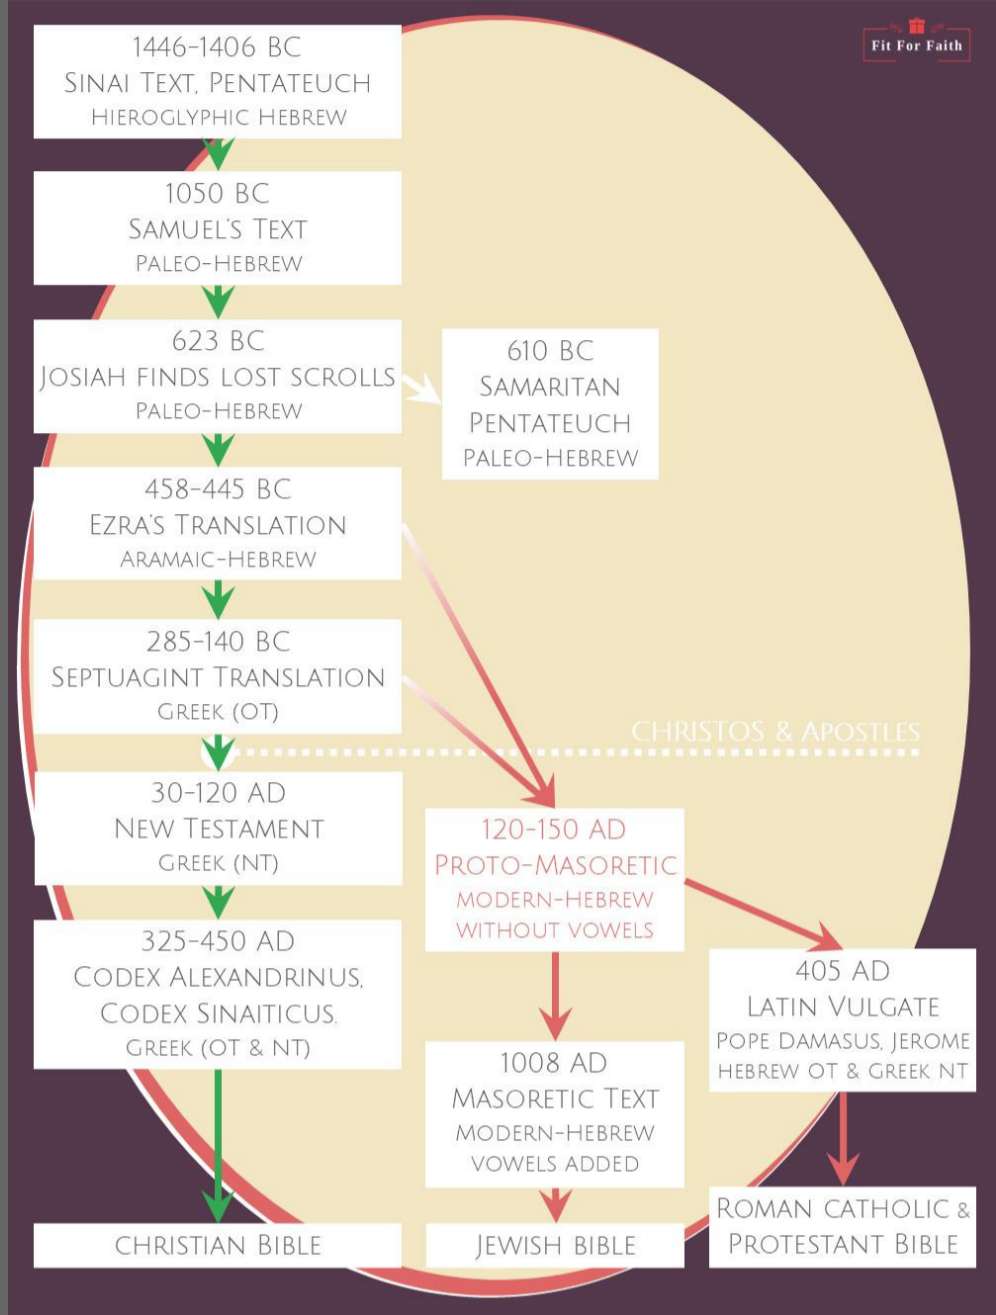 Fit For Faith
1446-1406 BC
Sinai Text, Pentateuch
Hieroglyphic Hebrew
1050 BC
Samuel's Text
Paleo-Hebrew
623 BC
Josiah finds lost scrolls
Paleo-Hebrew
610 BC
Samaritan
Pentateuch
Paleo-Hebrew
458-445 BC
Ezra's Translation
Aramaic-Hebrew
285-140 BC
Septuagint Translation
Greek (OT)
CHRISTOS & Apostles
30-120 AD
New Testament
Greek (NT)
120-150 AD
Proto-Masoretic
modern-Hebrew
without vowels
325-450 AD
Codex Alexandrinus,
Codex Sinaiticus.
Greek (OT & NT)
405 AD
Latin Vulgate
Pope Damasus, Jerome
Hebrew OT & Greek NT
1008 AD
Masoretic Text
modern-Hebrew
vowels added
christian Bible
Jewish bible
Roman catholic &
Protestant Bible